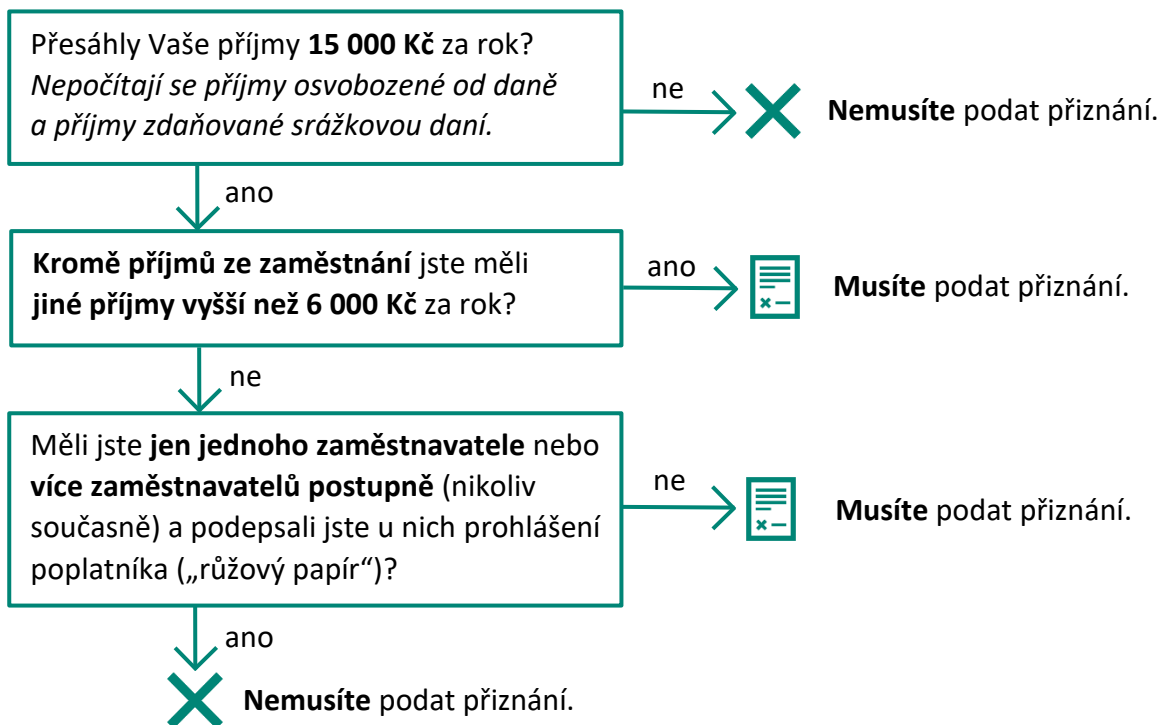 Přesáhly Vaše příjmy 15 000 Kč za rok?
Nepočítají se příjmy osvobozené od daně
a příjmy zdaňované srážkovou daní.
ne
Nemusíte podat přiznání.
ano
Kromě příjmů ze zaměstnání jste měli
jiné příjmy vyšší než 6 000 Kč za rok?
ano
Musíte podat přiznání.
ne
Měli jste jen jednoho zaměstnavatele nebo
více zaměstnavatelů postupně (nikoliv
současně) a podepsali jste u nich prohlášení
poplatníka („růžový papír“)?
ne
Musíte podat přiznání.
ano
Nemusíte podat přiznání.